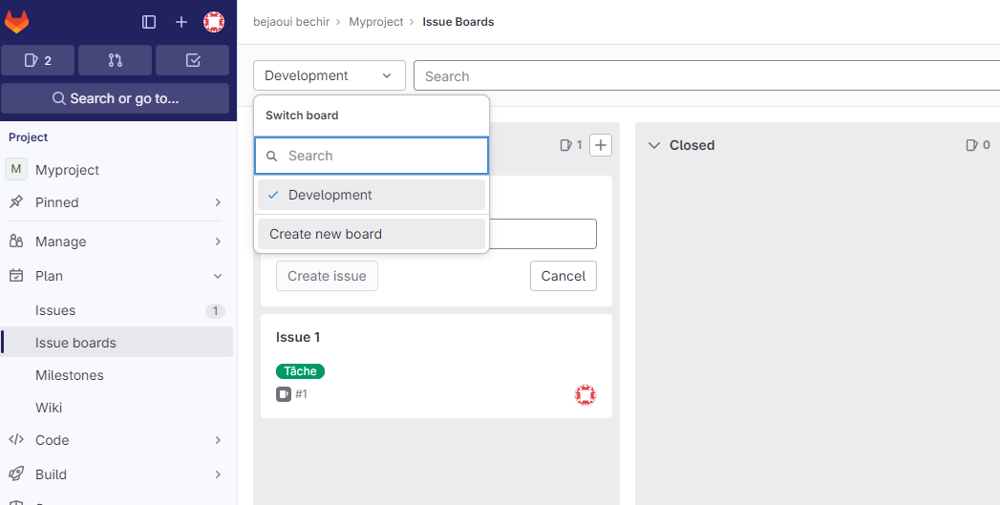 bejaoui bechir
Myproject
Issue Boards
2
Search or go to...
Project
M Myproject
Pinned
Manage
Plan
Issues 1
Issue boards
Milestones
Wiki
Code
Build
Development
Search
Switch board
Search
Development
Create new board
1
Create issue
Cancel
Issue 1
Tâche
#1
Closed
0